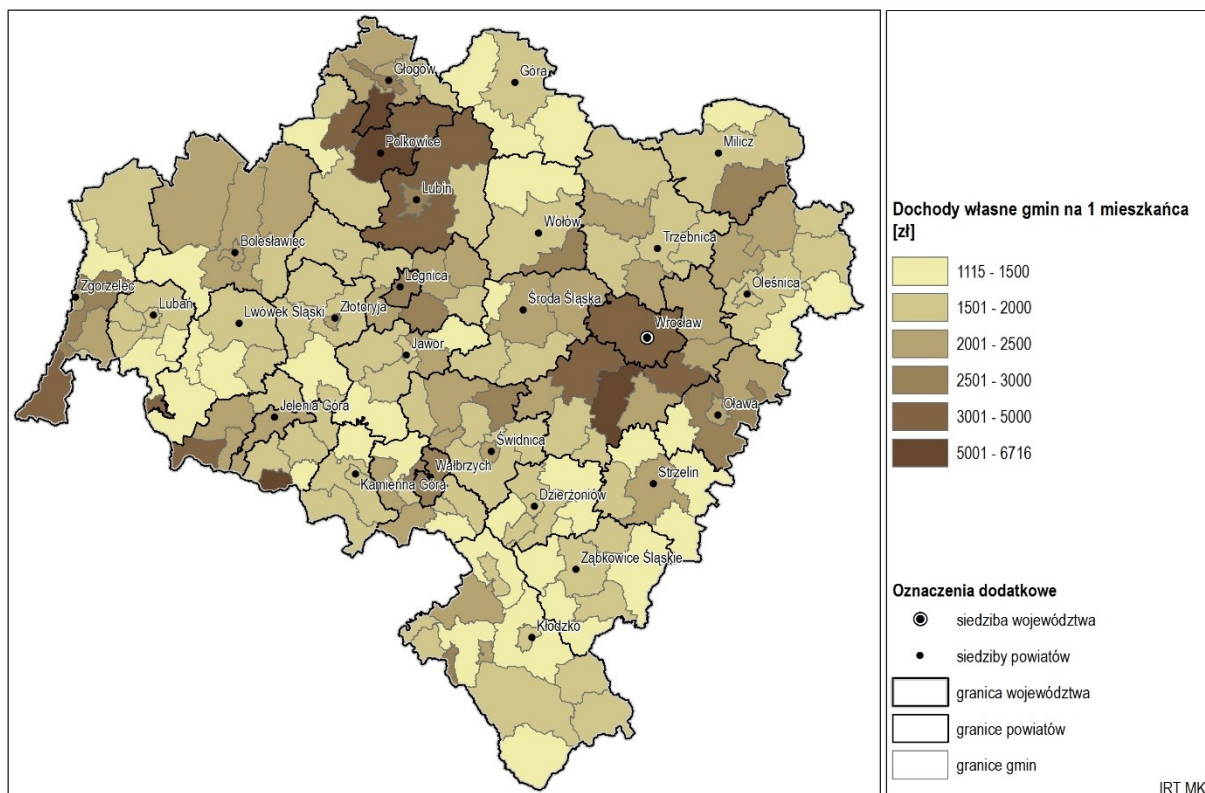 Głogów
Góra
Polkowice
Milicz
Lubin
Wołów
Trzebnica
Bolesławiec
Legnica
Oleśnica
Zgorzelec
Lubań
Lwówek Śląski
Złotoryja
Środa Śląska
Wrocław
Jawor
Jelenia Góra
Oława
Świdnica
Wałbrzych
Kamienna Góra
Strzelin
Dzierżoniów
Ząbkowice Śląskie
Kłodzko
Dochody własne gmin na 1 mieszkańca
[zł]
1115 - 1500
1501 - 2000
2001 - 2500
2501 - 3000
3001 - 5000
5001 - 6716
Oznaczenia dodatkowe
siedziba województwa
siedziby powiatów
granica województwa
granice powiatów
granice gmin
IRT MK